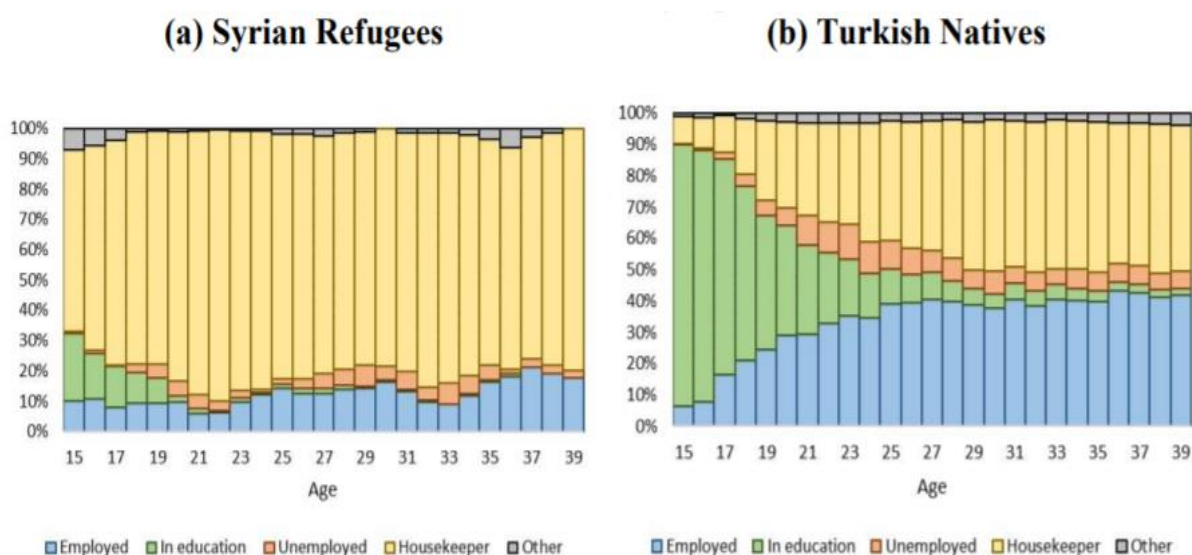 (a) Syrian Refugees
100%
90%
80%
70%
60%
50%
40%
30%
20%
10%
0%
15 17 19 21 23 25 27 29 31 33 35 37 39
Age
Employed In education Unemployed Housekeeper Other
(b) Turkish Natives
100%
90%
80%
70%
60%
50%
40%
30%
20%
10%
0%
15 17 19 21 23 25 27 29 31 33 35 37 39
Age
Employed In education Unemployed Housekeeper Other